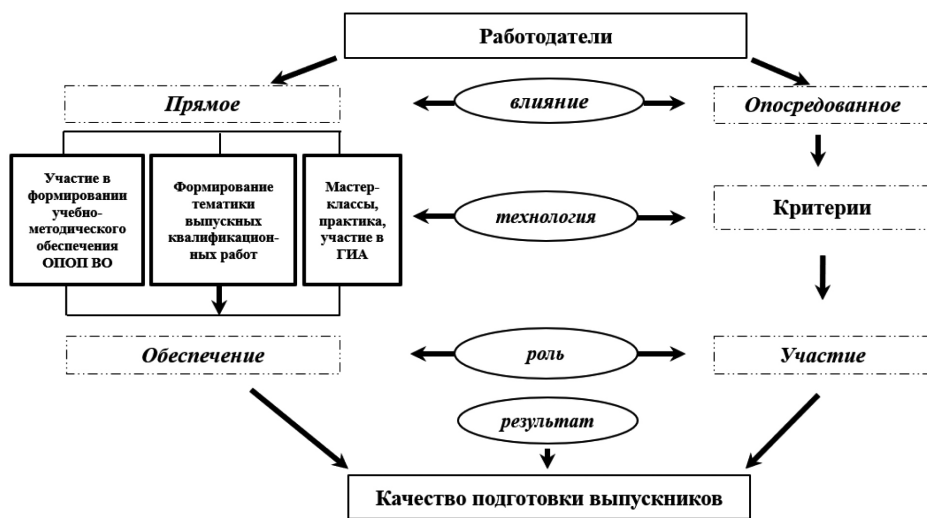 Работодатели
Прямое
влияние
Опосредованное
Участие в
формировании
учебно-
методического
обеспечения
ОПОП ВО
Формирование
тематики
выпускных
квалификацион-
ных работ
Мастер-
классы,
практика,
участие в
ГИА
технология
Критерии
Обеспечение
роль
Участие
результат
Качество подготовки выпускников